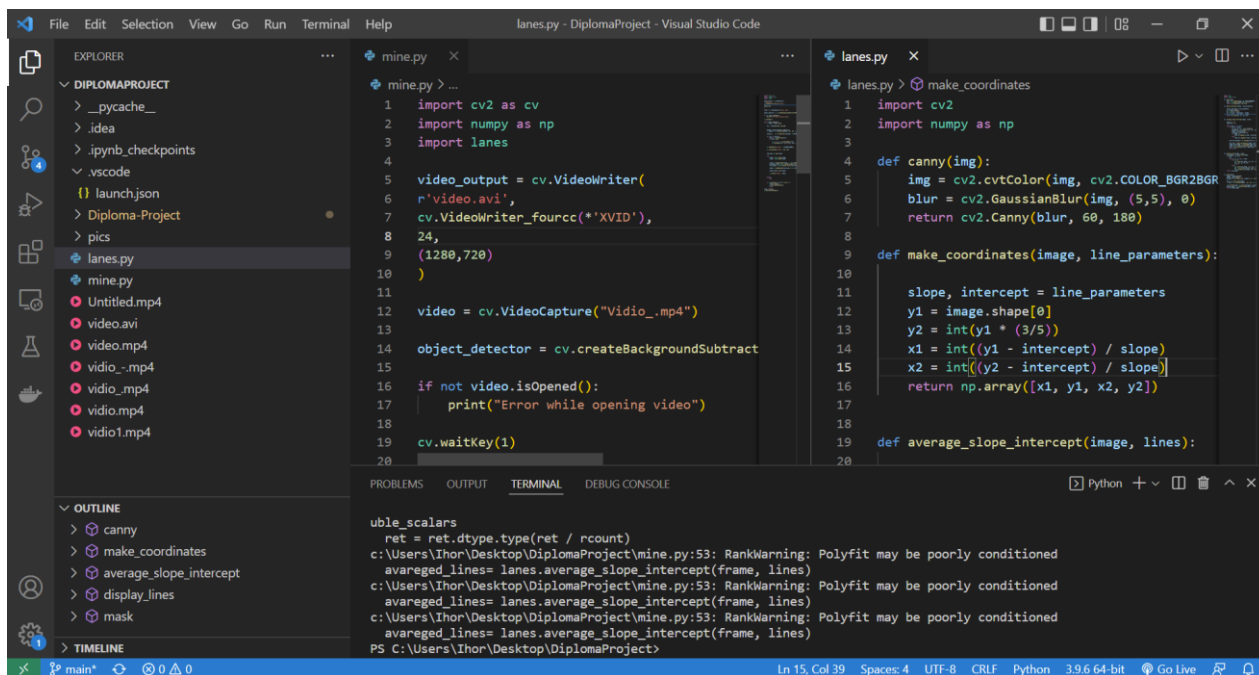 File Edit Selection View Go Run Terminal Help
lanes.py - DiplomaProject - Visual Studio Code
EXPLORER
DIPLOMAPROJECT
__pycache__
.idea
.ipynb_checkpoints
.vscode
{} launch.json
Diploma-Project
pics
lanes.py
mine.py
Untitled.mp4
video.avi
video.mp4
vidio_-.mp4
vidio_.mp4
vidio.mp4
vidio1.mp4
OUTLINE
canny
make_coordinates
average_slope_intercept
display_lines
mask
TIMELINE
4
1
mine.py
mine.py > ...
1 import cv2 as cv
2 import numpy as np
3 import lanes
4
5 video_output = cv.VideoWriter(
6 r'video.avi',
7 cv.VideoWriter_fourcc(*'XVID'),
8 24,
9 (1280,720)
10 )
11
12 video = cv.VideoCapture("Vidio_.mp4")
13
14 object_detector = cv.createBackgroundSubtract
15
16 if not video.isOpened():
17     print("Error while opening video")
18
19 cv.waitKey(1)
20
lanes.py
lanes.py > make_coordinates
1 import cv2
2 import numpy as np
3
4 def canny(img):
5     img = cv2.cvtColor(img, cv2.COLOR_BGR2BGR
6     blur = cv2.GaussianBlur(img, (5,5), 0)
7     return cv2.Canny(blur, 60, 180)
8
9 def make_coordinates(image, line_parameters):
10
11     slope, intercept = line_parameters
12     y1 = image.shape[0]
13     y2 = int(y1 * (3/5))
14     x1 = int((y1 - intercept) / slope)
15     x2 = int((y2 - intercept) / slope)
16     return np.array([x1, y1, x2, y2])
17
18
19 def average_slope_intercept(image, lines):
20
PROBLEMS OUTPUT TERMINAL DEBUG CONSOLE
Python
uble_scalars
  ret = ret.dtype.type(ret / rcount)
c:\Users\Ihor\Desktop\DiplomaProject\mine.py:53: RankWarning: Polyfit may be poorly conditioned
  avareged_lines= lanes.average_slope_intercept(frame, lines)
c:\Users\Ihor\Desktop\DiplomaProject\mine.py:53: RankWarning: Polyfit may be poorly conditioned
  avareged_lines= lanes.average_slope_intercept(frame, lines)
c:\Users\Ihor\Desktop\DiplomaProject\mine.py:53: RankWarning: Polyfit may be poorly conditioned
  avareged_lines= lanes.average_slope_intercept(frame, lines)
PS C:\Users\Ihor\Desktop\DiplomaProject>
main* 0 0 Ln 15, Col 39 Spaces: 4 UTF-8 CRLF Python 3.9.6 64-bit Go Live